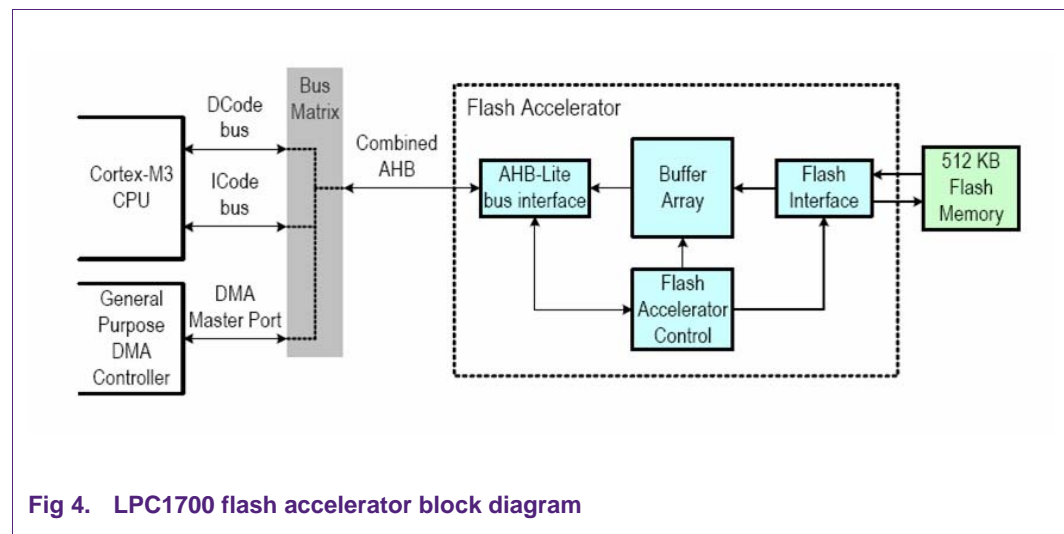 Bus
Matrix
DCode
bus
Cortex-M3
CPU
ICode
bus
General
Purpose
DMA
Controller
DMA
Master Port
Combined
AHB
Flash Accelerator
AHB-Lite
bus interface
Buffer
Array
Flash
Interface
512 KB
Flash
Memory
Flash
Accelerator
Control
Fig 4. LPC1700 flash accelerator block diagram